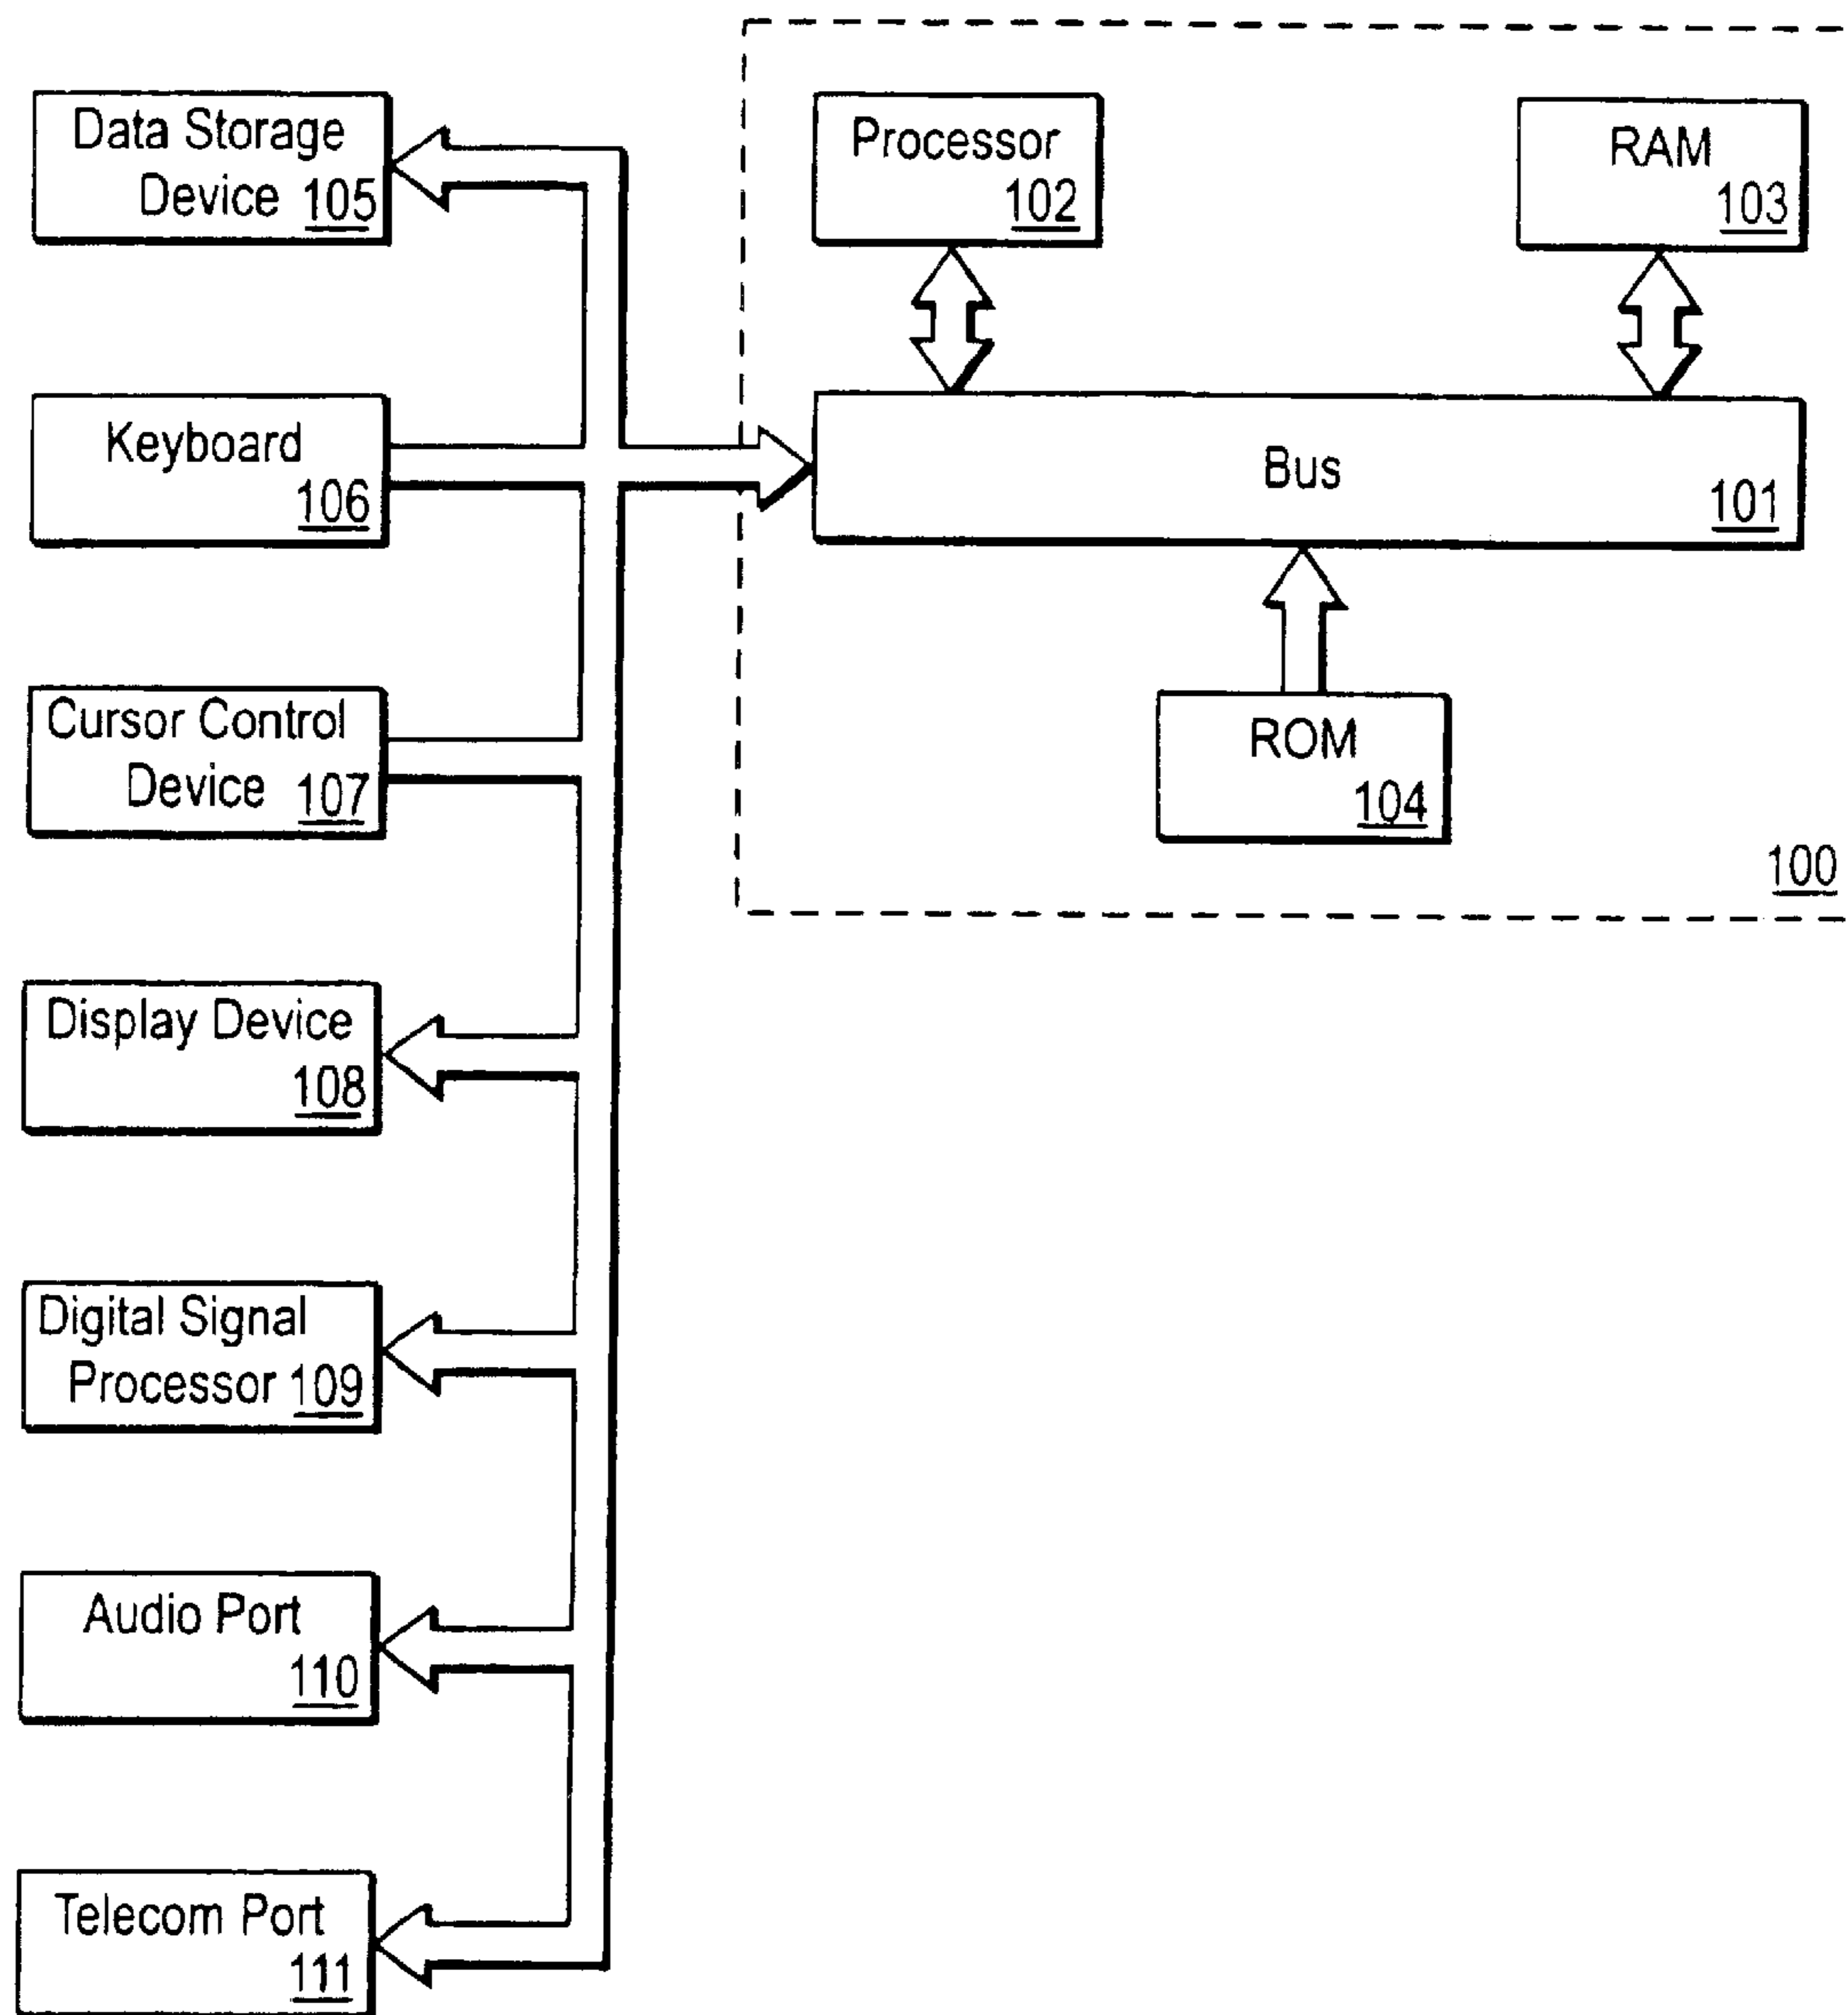 Data Storage
Device 105
Processor
102
RAM
103
Keyboard
106
Bus
101
Cursor Control
Device 107
ROM
104
100
Display Device
108
Digital Signal
Processor 109
Audio Port
110
Telecom Port
111